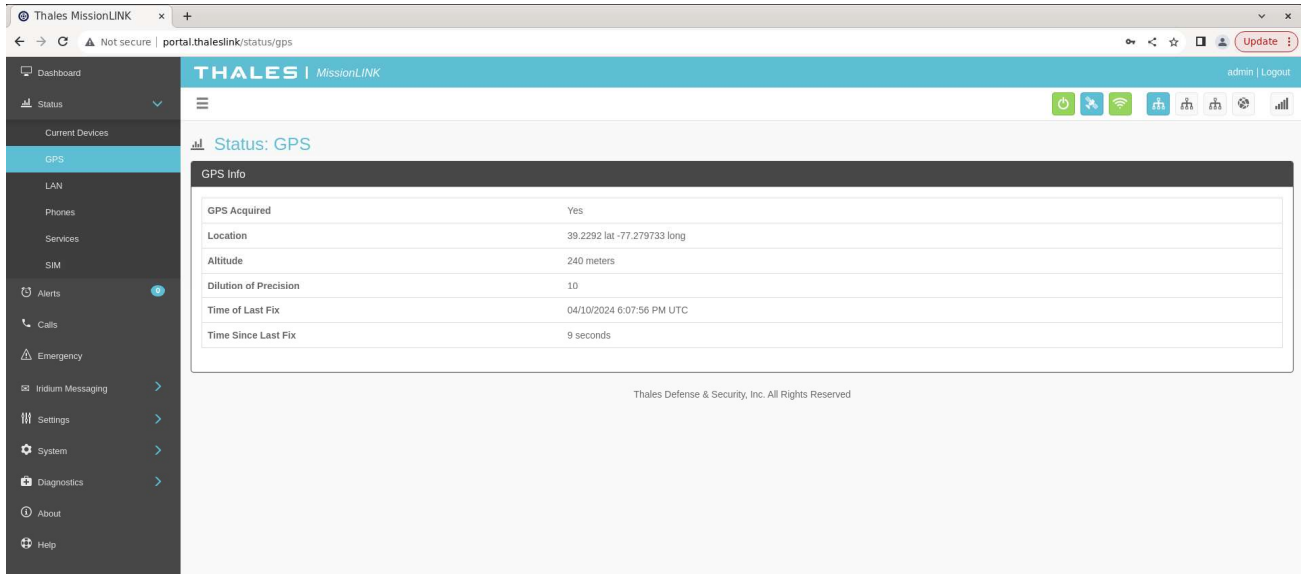 Thales MissionLINK
Not secure | portal.thaleslink/status/gps
Update
Dashboard
THALES | MissionLINK
admin | Logout
Status
Current Devices
GPS
LAN
Phones
Services
SIM
Alerts 0
Calls
Emergency
Iridium Messaging
Settings
System
Diagnostics
About
Help
Status: GPS
GPS Info
GPS Acquired Yes
Location 39.2292 lat -77.279733 long
Altitude 240 meters
Dilution of Precision 10
Time of Last Fix 04/10/2024 6:07:56 PM UTC
Time Since Last Fix 9 seconds
Thales Defense & Security, Inc. All Rights Reserved